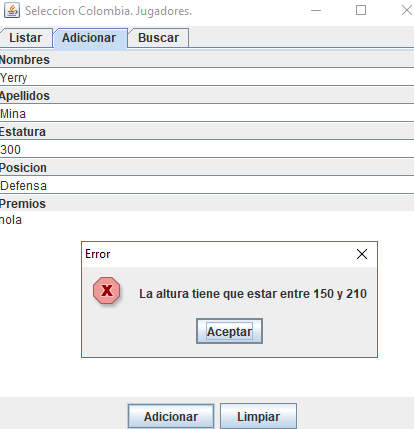 Seleccion Colombia. Jugadores.
Listar Adicionar Buscar
Nombres
Yerry
Apellidos
Mina
Estatura
300
Posicion
Defensa
Premios
hola
Error
La altura tiene que estar entre 150 y 210
Aceptar
Adicionar Limpiar